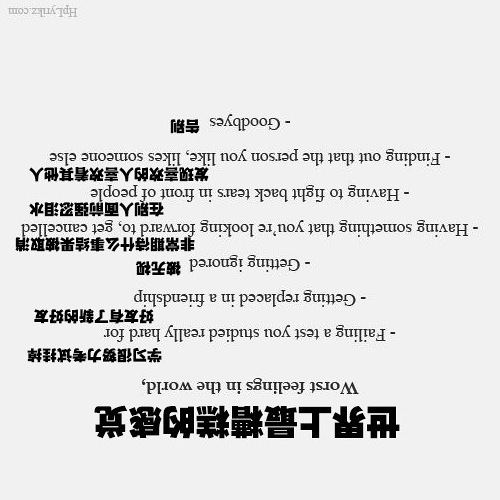 世界上最糟糕的感觉
Worst feelings in the world,
学习很努力考试挂掉
- Failing a test you studied really hard for
好友有了新的好友
- Getting replaced in a friendship
- Getting ignored 被无视
非常期待什么事结果被取消
- Having something that you're looking forward to, get cancelled
在别人面前强忍泪水
- Having to fight back tears in front of people
发现喜欢的人喜欢着其他人
- Finding out that the person you like, likes someone else
- Goodbyes 告别
HpLyrikz.com